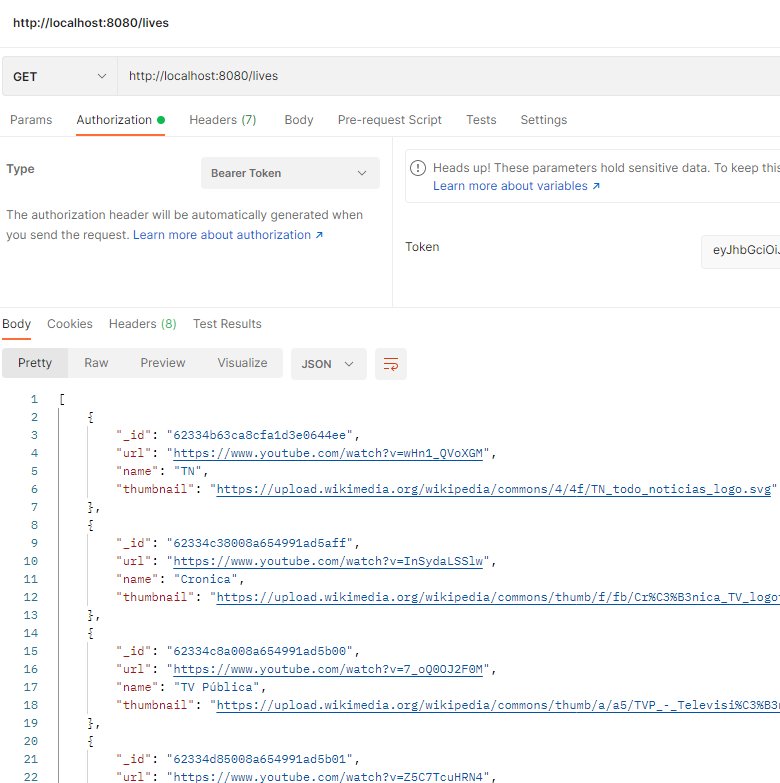 http://localhost:8080/lives
GET http://localhost:8080/lives
Params Authorization Headers (7) Body Pre-request Script Tests Settings
Type Bearer Token
Heads up! These parameters hold sensitive data. To keep this
Learn more about variables ↗
The authorization header will be automatically generated when
you send the request. Learn more about authorization ↗
Token eyJhbGciOiJ
Body Cookies Headers (8) Test Results
Pretty Raw Preview Visualize JSON
1 [
2 {
3 "_id": "62334b63ca8cfa1d3e0644ee",
4 "url": "https://www.youtube.com/watch?v=wHn1_QVoXGM",
5 "name": "TN",
6 "thumbnail": "https://upload.wikimedia.org/wikipedia/commons/4/4f/TN_todo_noticias_logo.svg"
7 },
8 {
9 "_id": "62334c38008a654991ad5aff",
10 "url": "https://www.youtube.com/watch?v=InSydaLSSlw",
11 "name": "Cronica",
12 "thumbnail": "https://upload.wikimedia.org/wikipedia/commons/thumb/f/fb/Cr%C3%B3nica_TV_logo
13 },
14 {
15 "_id": "62334c8a008a654991ad5b00",
16 "url": "https://www.youtube.com/watch?v=7_oQ0OJ2F0M",
17 "name": "TV Pública",
18 "thumbnail": "https://upload.wikimedia.org/wikipedia/commons/thumb/a/a5/TVP_-_Televisi%C3%B3n
19 },
20 {
21 "_id": "62334d85008a654991ad5b01",
22 "url": "https://www.youtube.com/watch?v=Z5C7TcuHRN4",